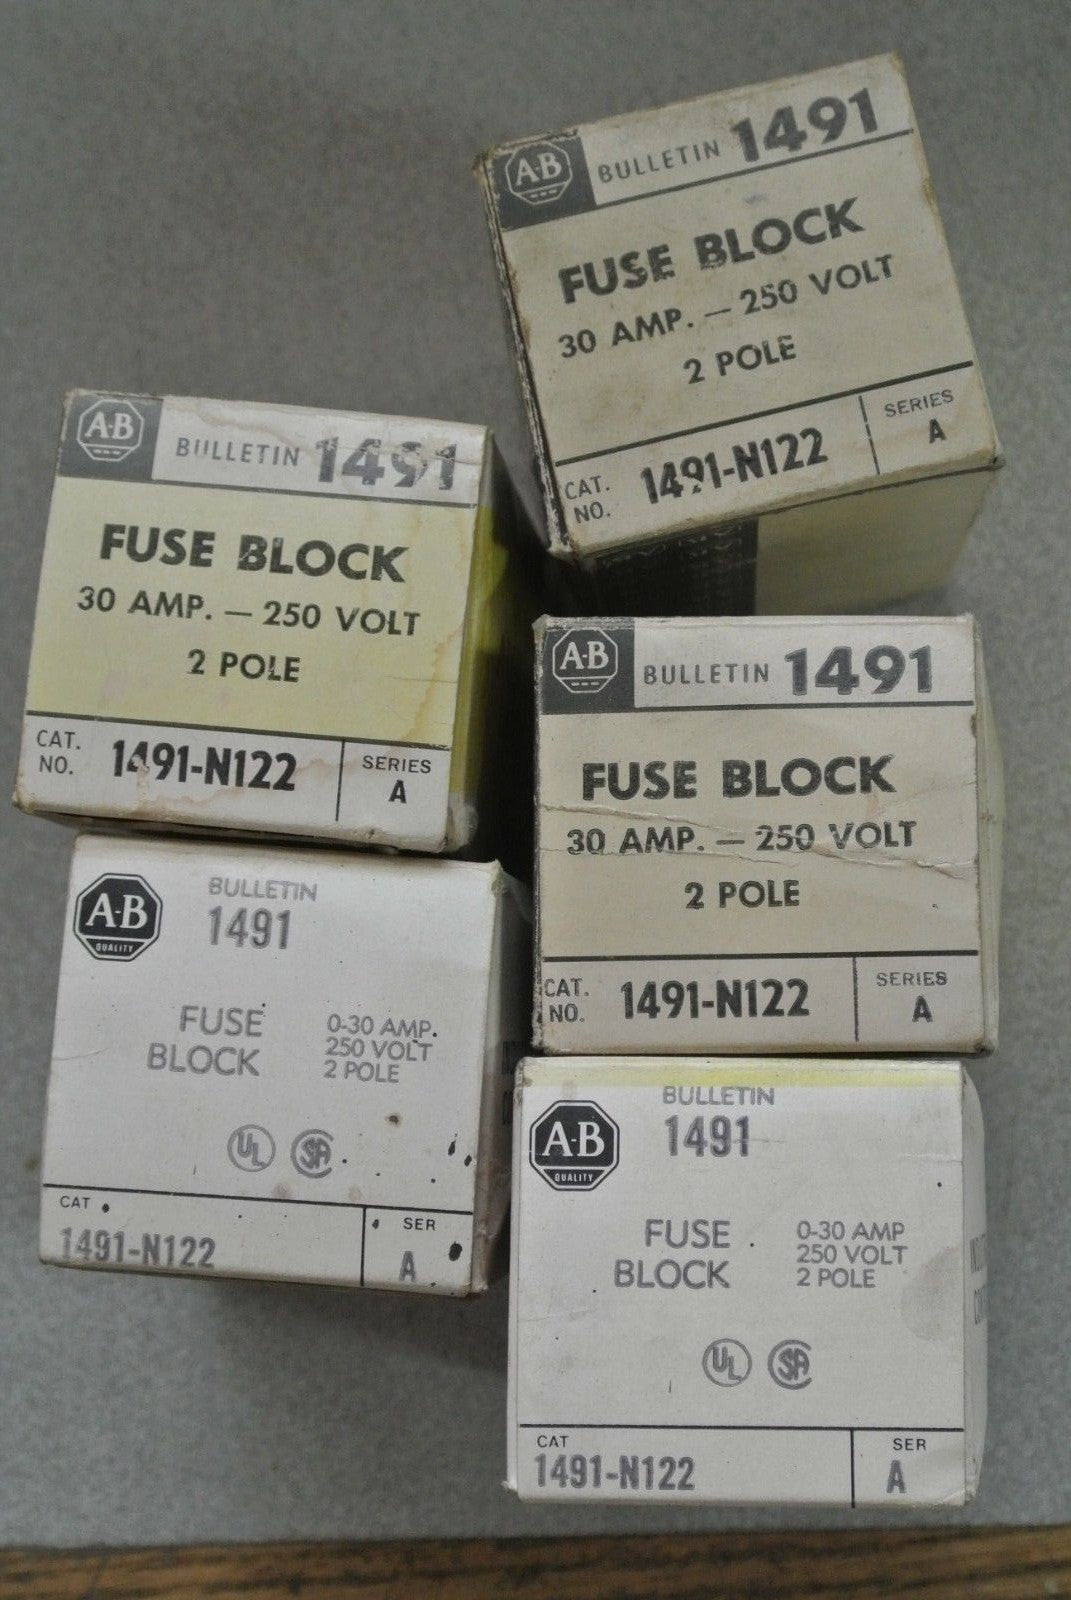 A-B BULLETIN 1491
FUSE BLOCK
30 AMP. — 250 VOLT
2 POLE
CAT. NO. 1491-N122 SERIES A
A-B BULLETIN 1491
FUSE BLOCK
30 AMP. — 250 VOLT
2 POLE
CAT. NO. 1491-N122 SERIES A
A-B BULLETIN 1491
FUSE BLOCK
30 AMP. — 250 VOLT
2 POLE
CAT. NO. 1491-N122 SERIES A
A-B
QUALITY
BULLETIN
1491
FUSE
BLOCK
0-30 AMP.
250 VOLT
2 POLE
UL SA
CAT
1491-N122
SER
A
A-B
QUALITY
BULLETIN
1491
FUSE
BLOCK
0-30 AMP
250 VOLT
2 POLE
UL SA
CAT
1491-N122
SER
A